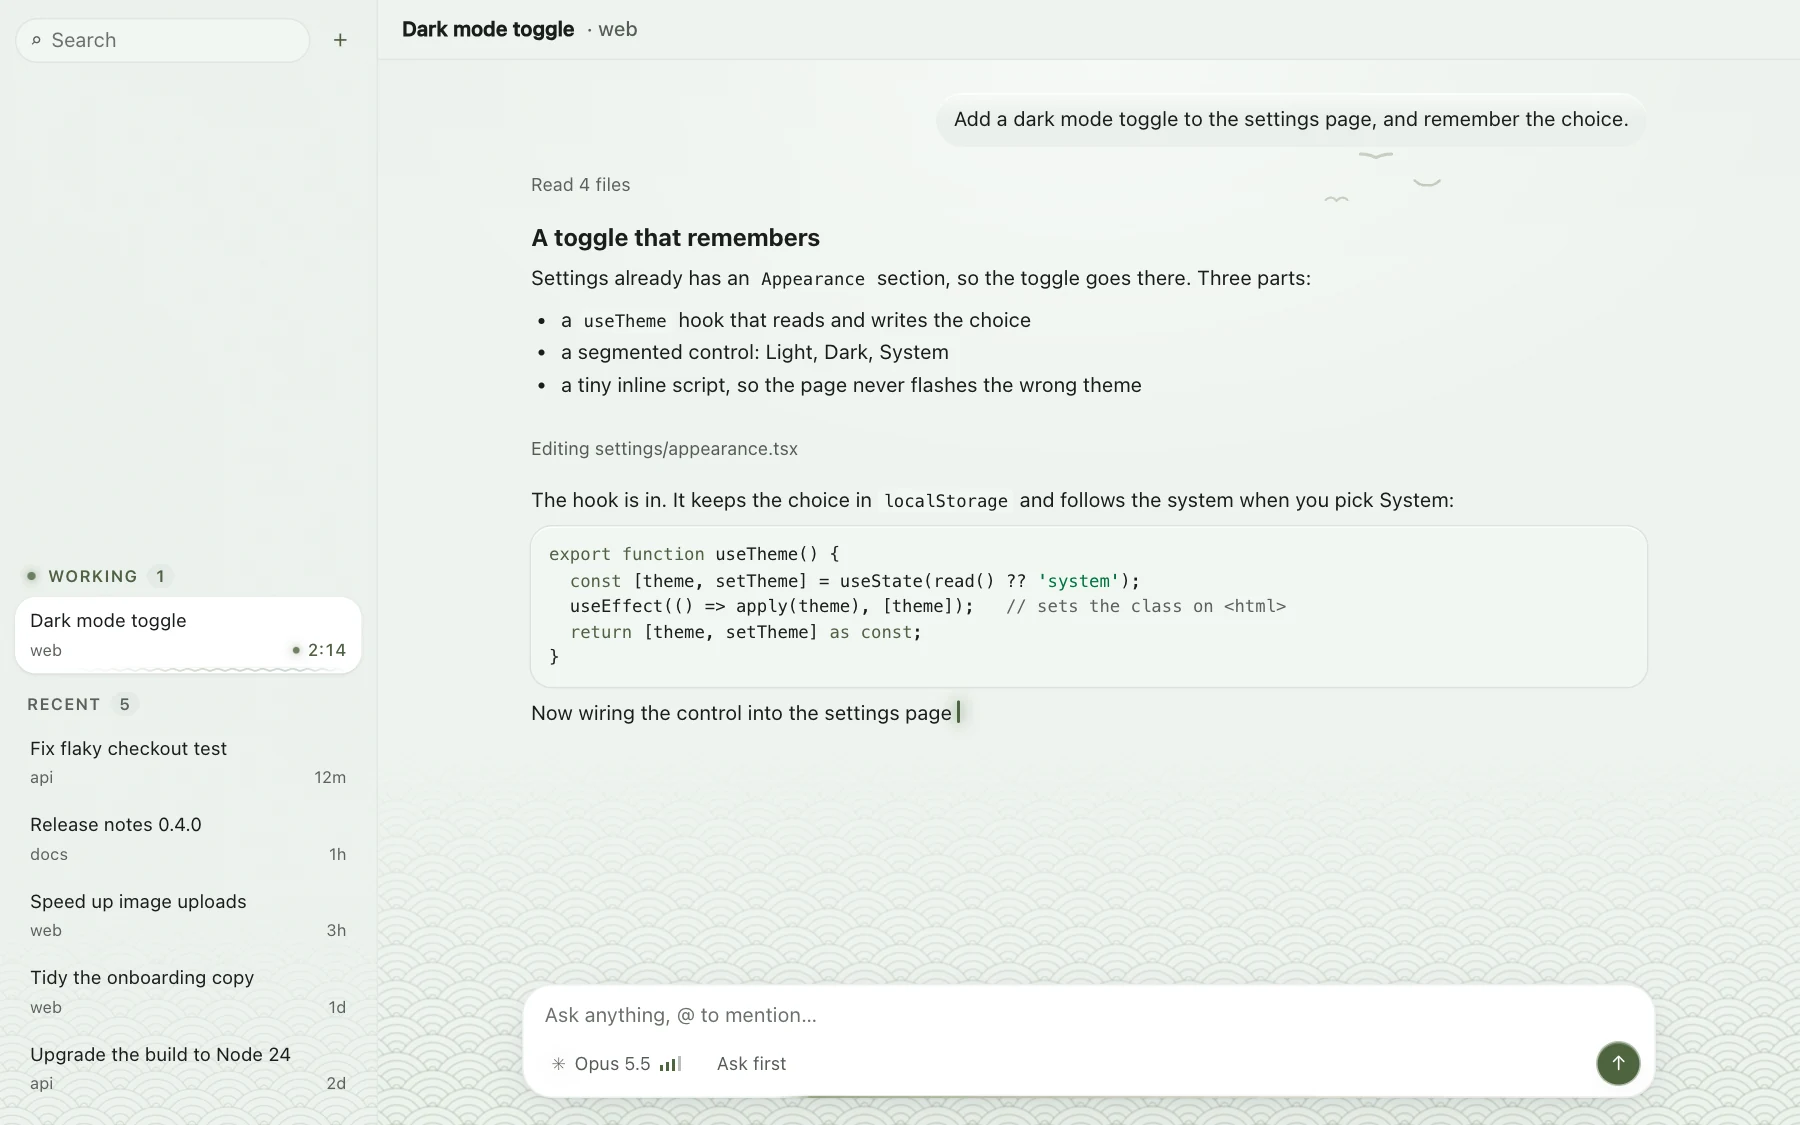 Search
+
WORKING 1
Dark mode toggle
web
2:14
RECENT 5
Fix flaky checkout test
api
12m
Release notes 0.4.0
docs
1h
Speed up image uploads
web
3h
Tidy the onboarding copy
web
1d
Upgrade the build to Node 24
api
2d
Dark mode toggle · web
Add a dark mode toggle to the settings page, and remember the choice.
Read 4 files
A toggle that remembers
Settings already has an Appearance section, so the toggle goes there. Three parts:
• a useTheme hook that reads and writes the choice
• a segmented control: Light, Dark, System
• a tiny inline script, so the page never flashes the wrong theme
Editing settings/appearance.tsx
The hook is in. It keeps the choice in localStorage and follows the system when you pick System:
export function useTheme() {
  const [theme, setTheme] = useState(read() ?? 'system');
  useEffect(() => apply(theme), [theme]);   // sets the class on <html>
  return [theme, setTheme] as const;
}
Now wiring the control into the settings page
Ask anything, @ to mention…
Opus 5.5
Ask first